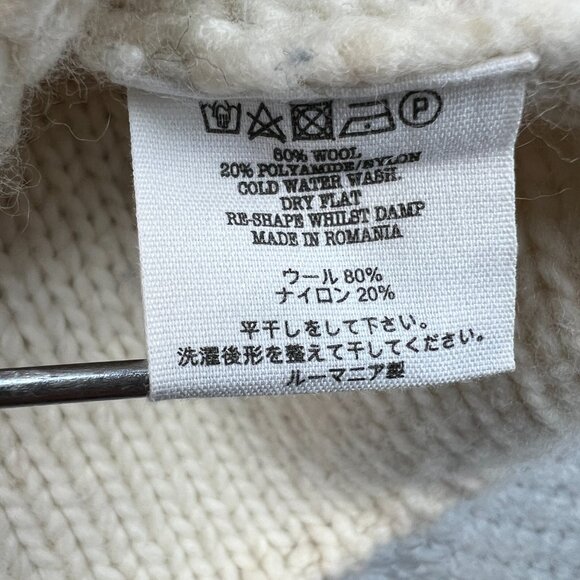 P
80% WOOL
20% POLYAMIDE/NYLON
COLD WATER WASH.
DRY FLAT
RE-SHAPE WHILST DAMP
MADE IN ROMANIA
ウール 80%
ナイロン 20%
平干しをして下さい。
洗濯後形を整えて干してください。
ルーマニア製